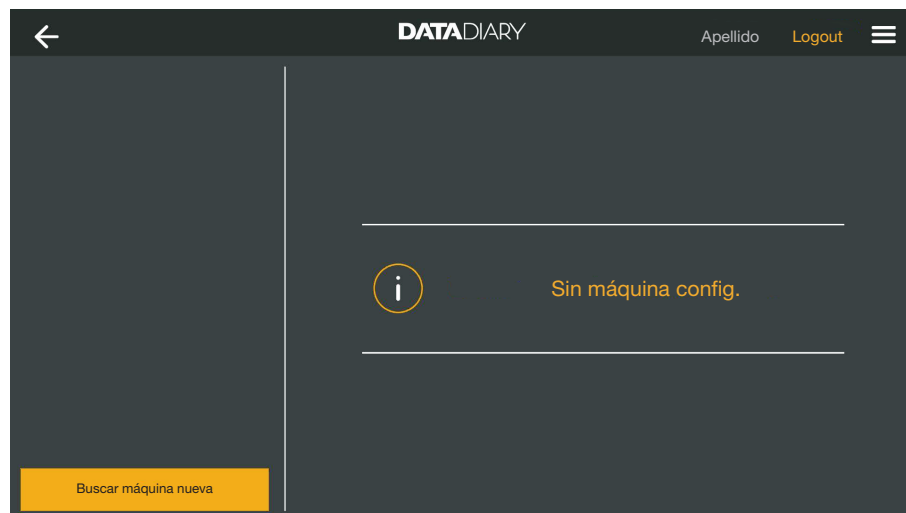 DATADIARY
Apellido
Logout
i
Sin máquina config.
Buscar máquina nueva